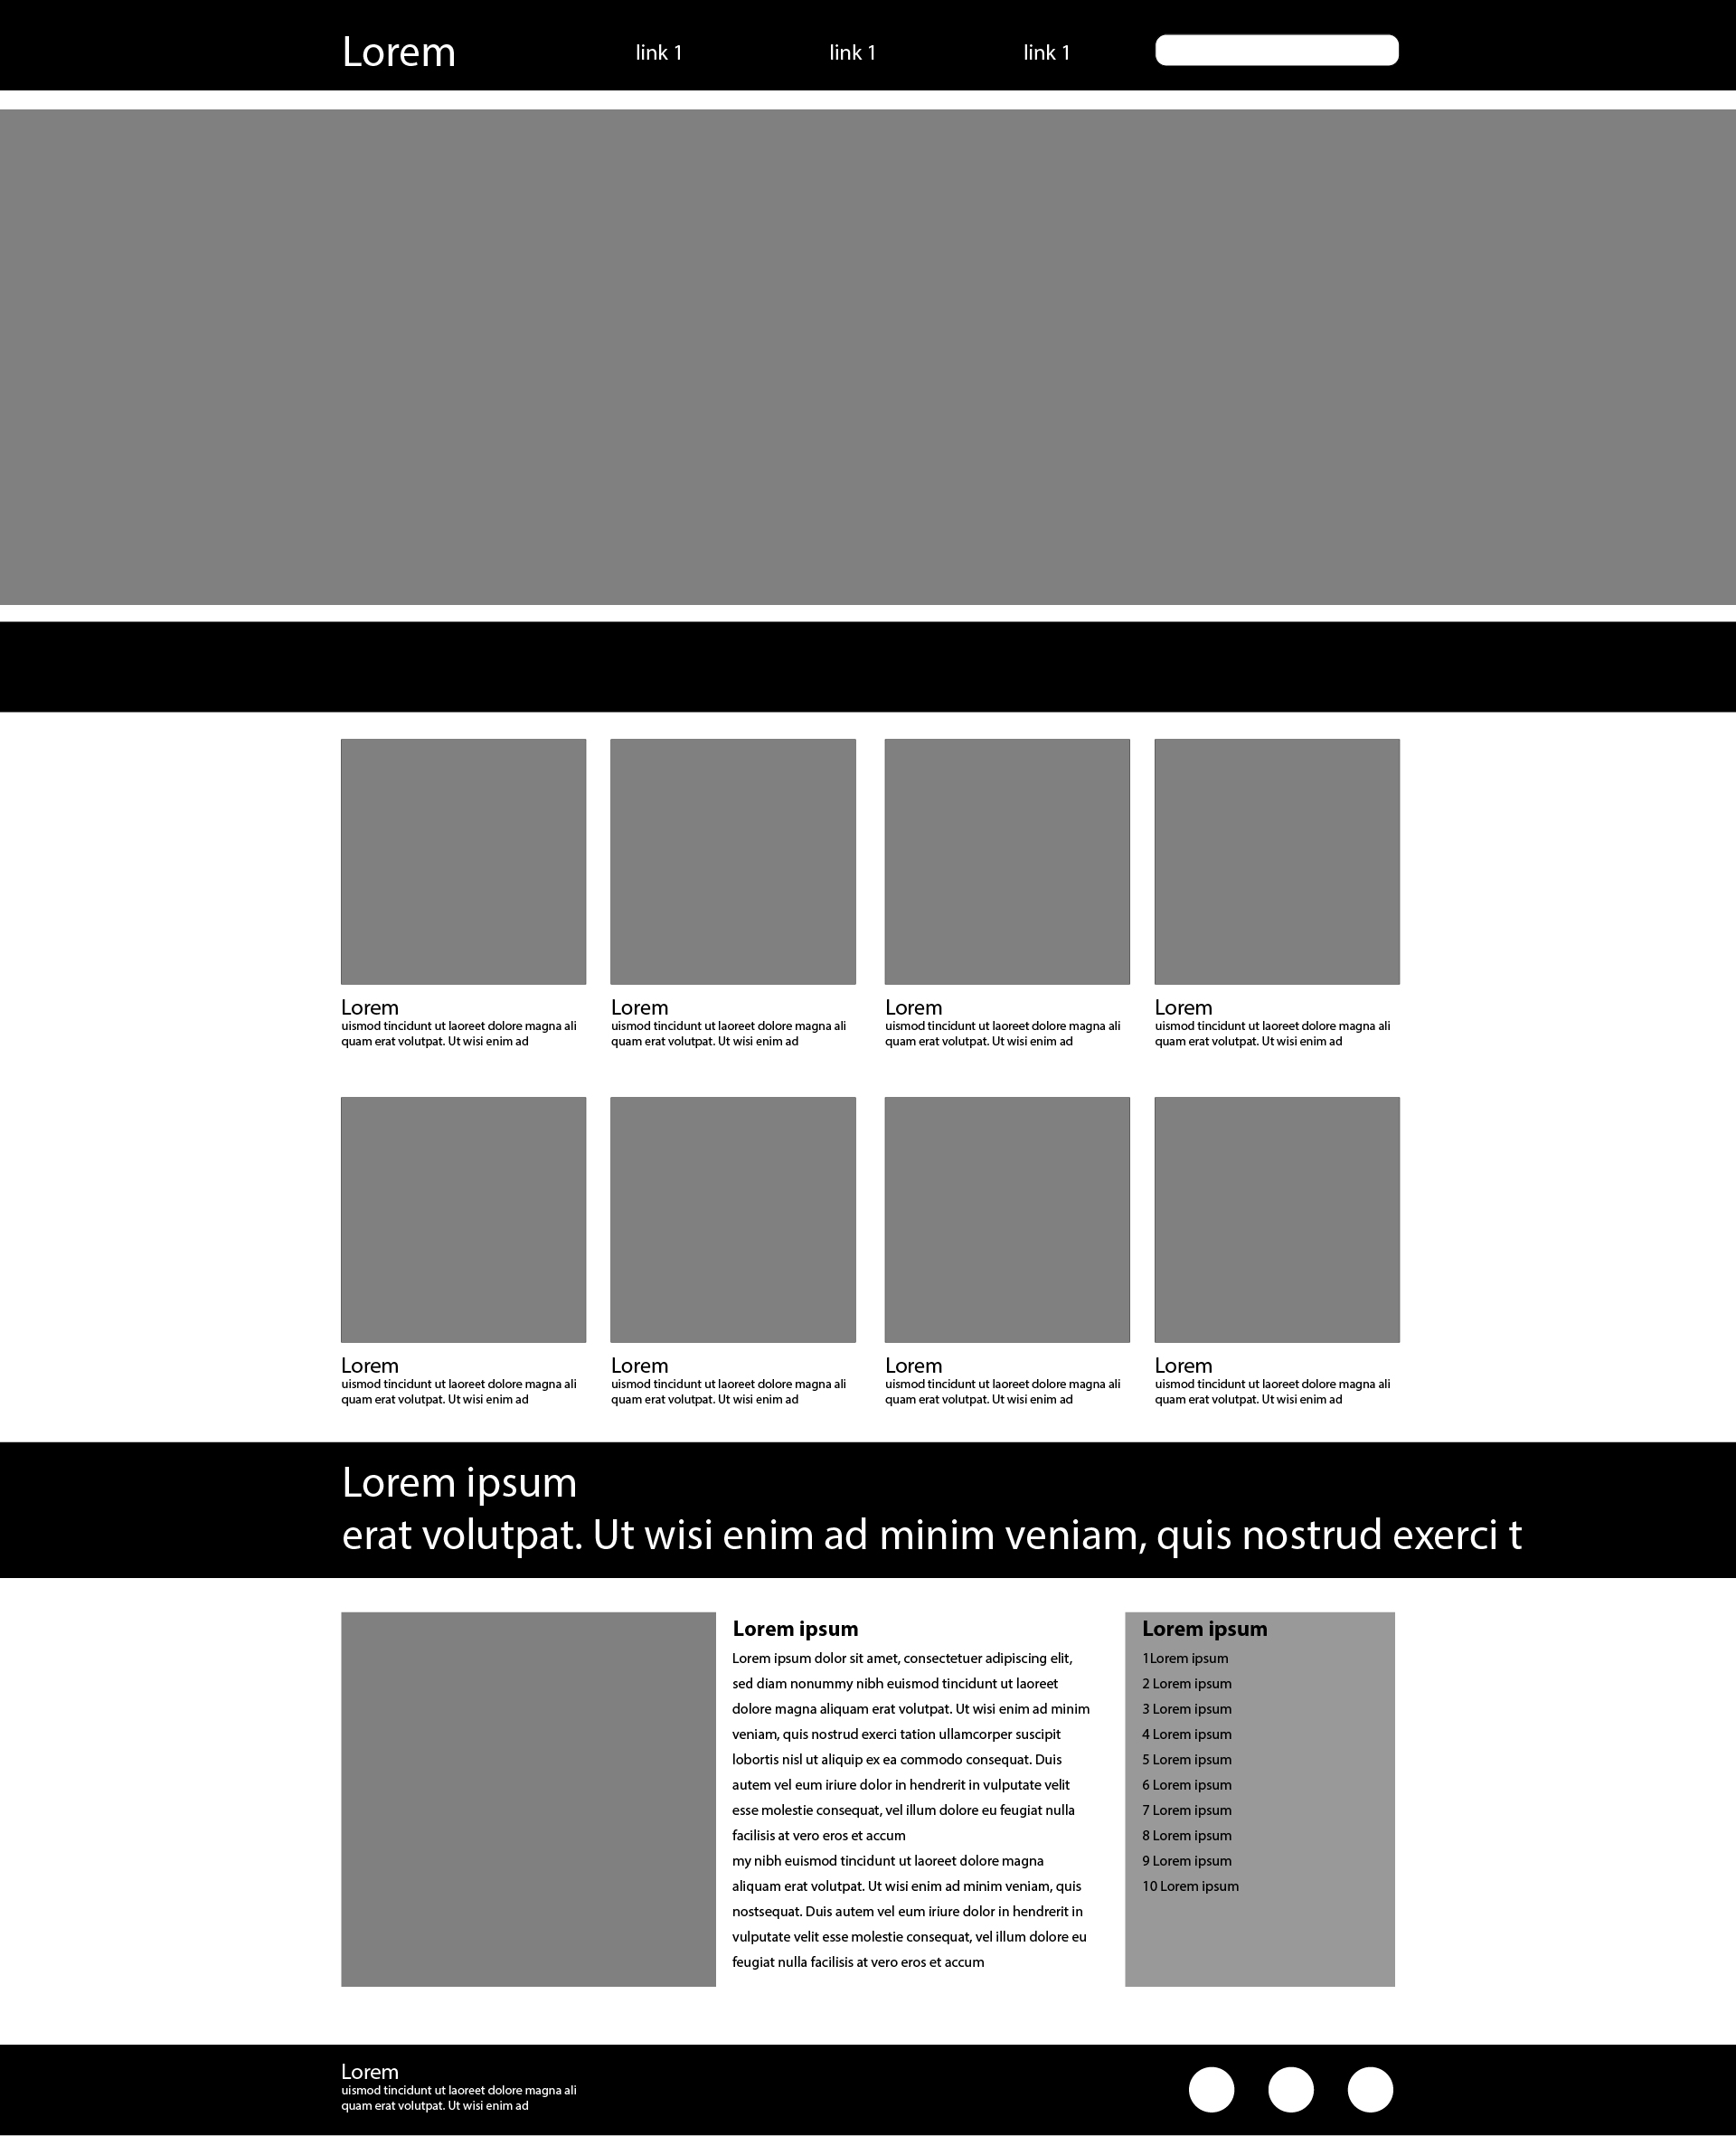 Lorem
link 1
link 1
link 1
Lorem
uismod tincidunt ut laoreet dolore magna ali
quam erat volutpat. Ut wisi enim ad
Lorem
uismod tincidunt ut laoreet dolore magna ali
quam erat volutpat. Ut wisi enim ad
Lorem
uismod tincidunt ut laoreet dolore magna ali
quam erat volutpat. Ut wisi enim ad
Lorem
uismod tincidunt ut laoreet dolore magna ali
quam erat volutpat. Ut wisi enim ad
Lorem
uismod tincidunt ut laoreet dolore magna ali
quam erat volutpat. Ut wisi enim ad
Lorem
uismod tincidunt ut laoreet dolore magna ali
quam erat volutpat. Ut wisi enim ad
Lorem
uismod tincidunt ut laoreet dolore magna ali
quam erat volutpat. Ut wisi enim ad
Lorem
uismod tincidunt ut laoreet dolore magna ali
quam erat volutpat. Ut wisi enim ad
Lorem ipsum
erat volutpat. Ut wisi enim ad minim veniam, quis nostrud exerci t
Lorem ipsum
Lorem ipsum dolor sit amet, consectetuer adipiscing elit,
sed diam nonummy nibh euismod tincidunt ut laoreet
dolore magna aliquam erat volutpat. Ut wisi enim ad minim
veniam, quis nostrud exerci tation ullamcorper suscipit
lobortis nisl ut aliquip ex ea commodo consequat. Duis
autem vel eum iriure dolor in hendrerit in vulputate velit
esse molestie consequat, vel illum dolore eu feugiat nulla
facilisis at vero eros et accum
my nibh euismod tincidunt ut laoreet dolore magna
aliquam erat volutpat. Ut wisi enim ad minim veniam, quis
nostsequat. Duis autem vel eum iriure dolor in hendrerit in
vulputate velit esse molestie consequat, vel illum dolore eu
feugiat nulla facilisis at vero eros et accum
Lorem ipsum
1Lorem ipsum
2 Lorem ipsum
3 Lorem ipsum
4 Lorem ipsum
5 Lorem ipsum
6 Lorem ipsum
7 Lorem ipsum
8 Lorem ipsum
9 Lorem ipsum
10 Lorem ipsum
Lorem
uismod tincidunt ut laoreet dolore magna ali
quam erat volutpat. Ut wisi enim ad